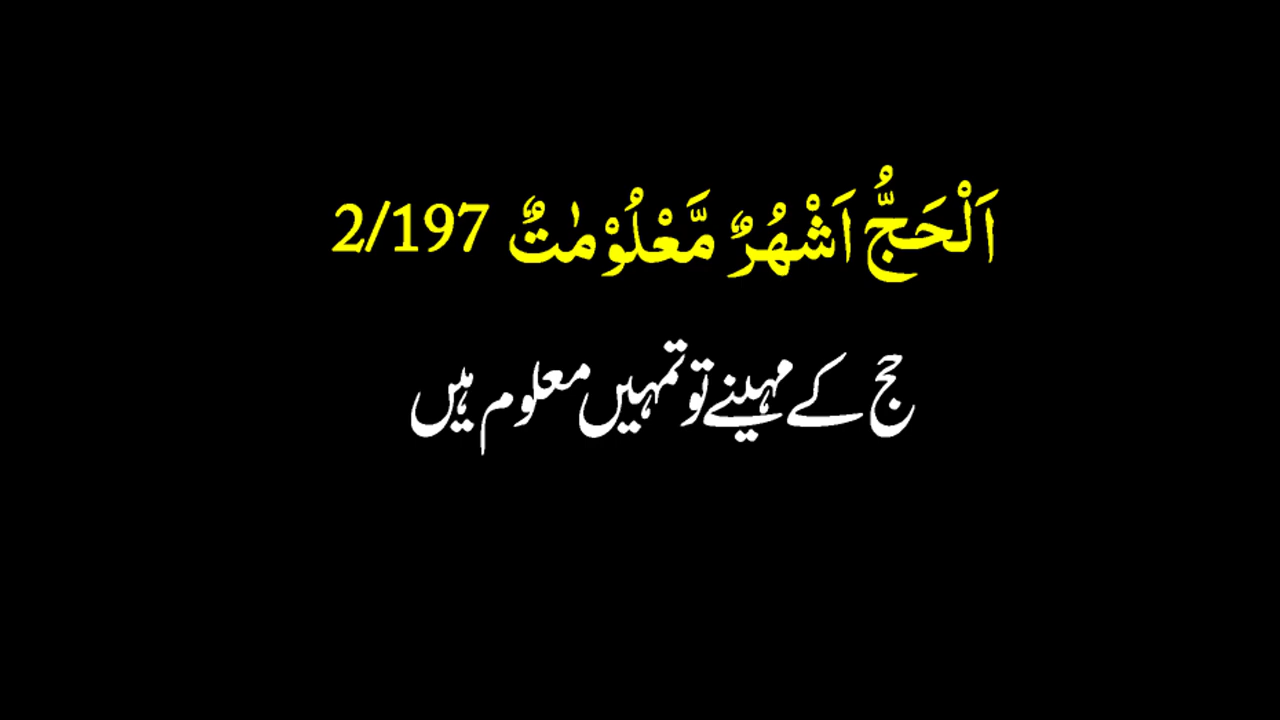 اَلْحَجُّ اَشْهُرٌ مَّعْلُوْمٰتٌ 2/197
حج کے مہینے تو تمہیں معلوم ہیں